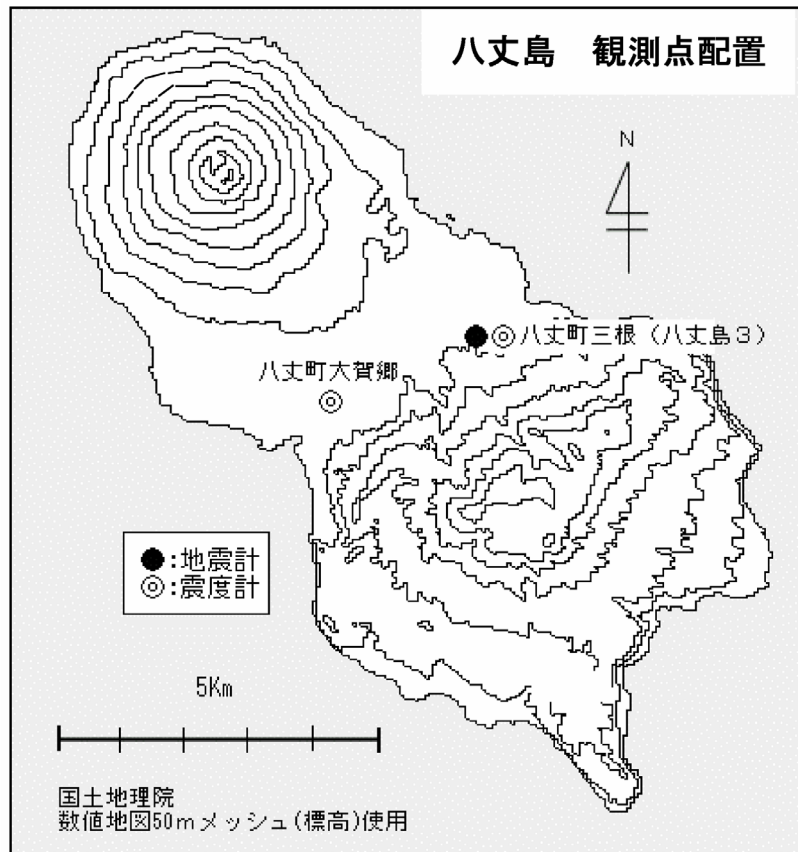 八丈島　観測点配置
N
八丈町三根（八丈島３）
八丈町大賀郷
●:地震計
◎:震度計
5Km
国土地理院
数値地図50mメッシュ(標高)使用